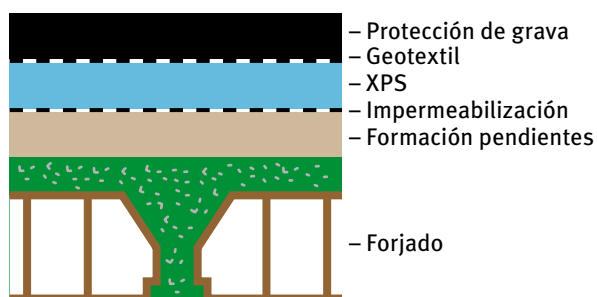 – Protección de grava
– Geotextil
– XPS
– Impermeabilización
– Formación pendientes
– Forjado